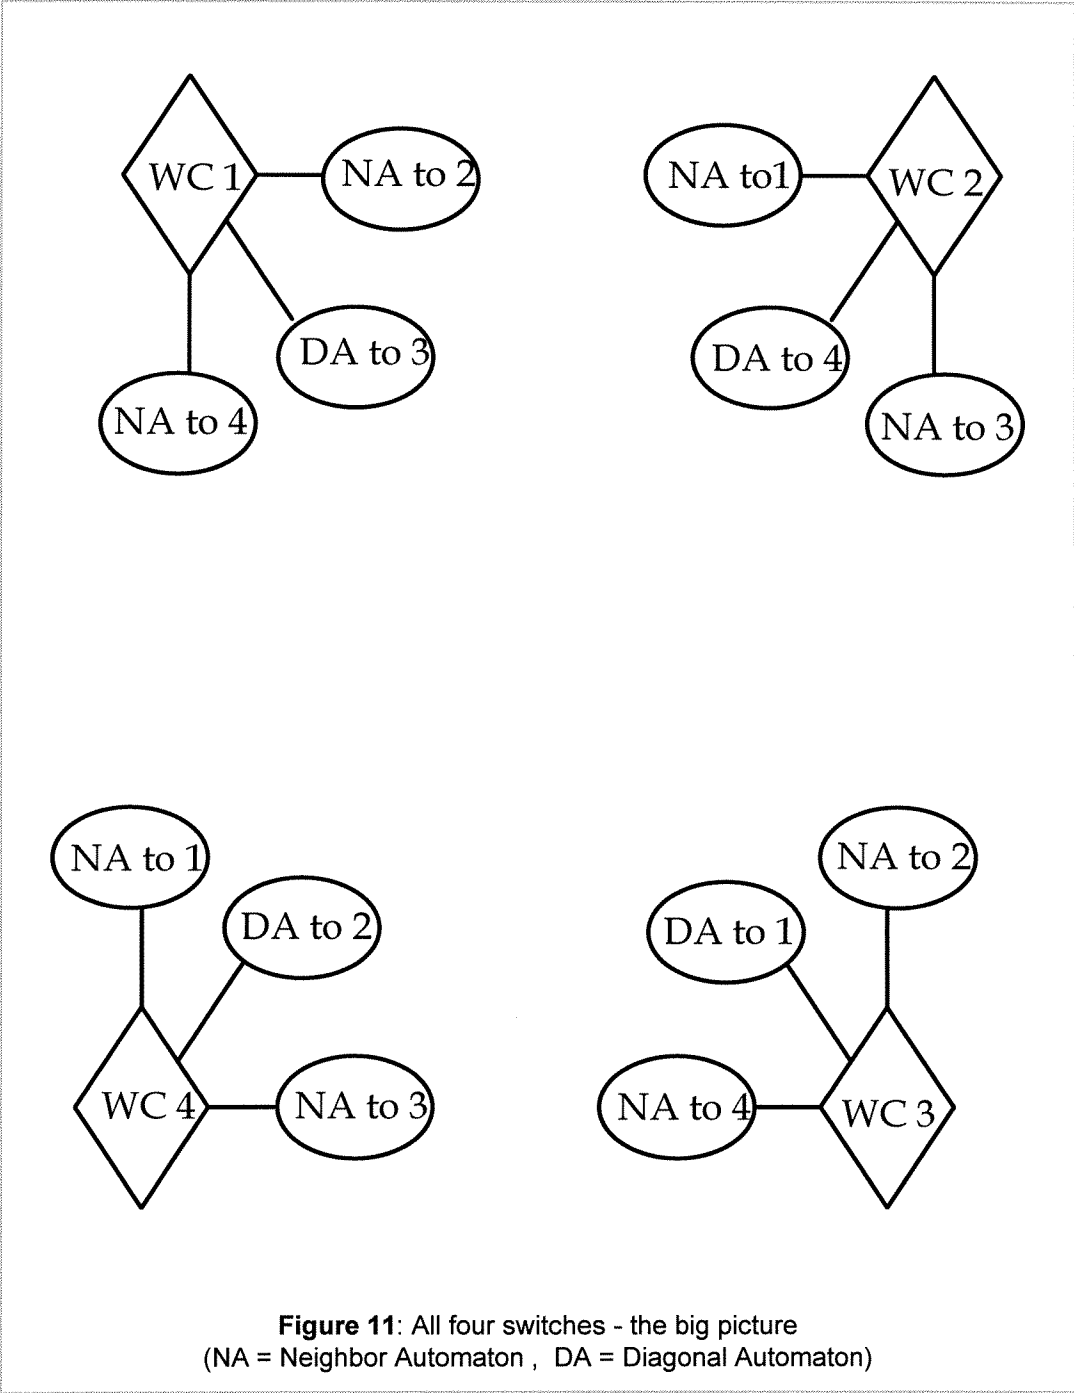 WC 1
NA to 2
DA to 3
NA to 4
NA to1
WC 2
DA to 4
NA to 3
NA to 1
DA to 2
WC 4
NA to 3
NA to 2
DA to 1
NA to 4
WC 3
Figure 11: All four switches - the big picture
(NA = Neighbor Automaton , DA = Diagonal Automaton)